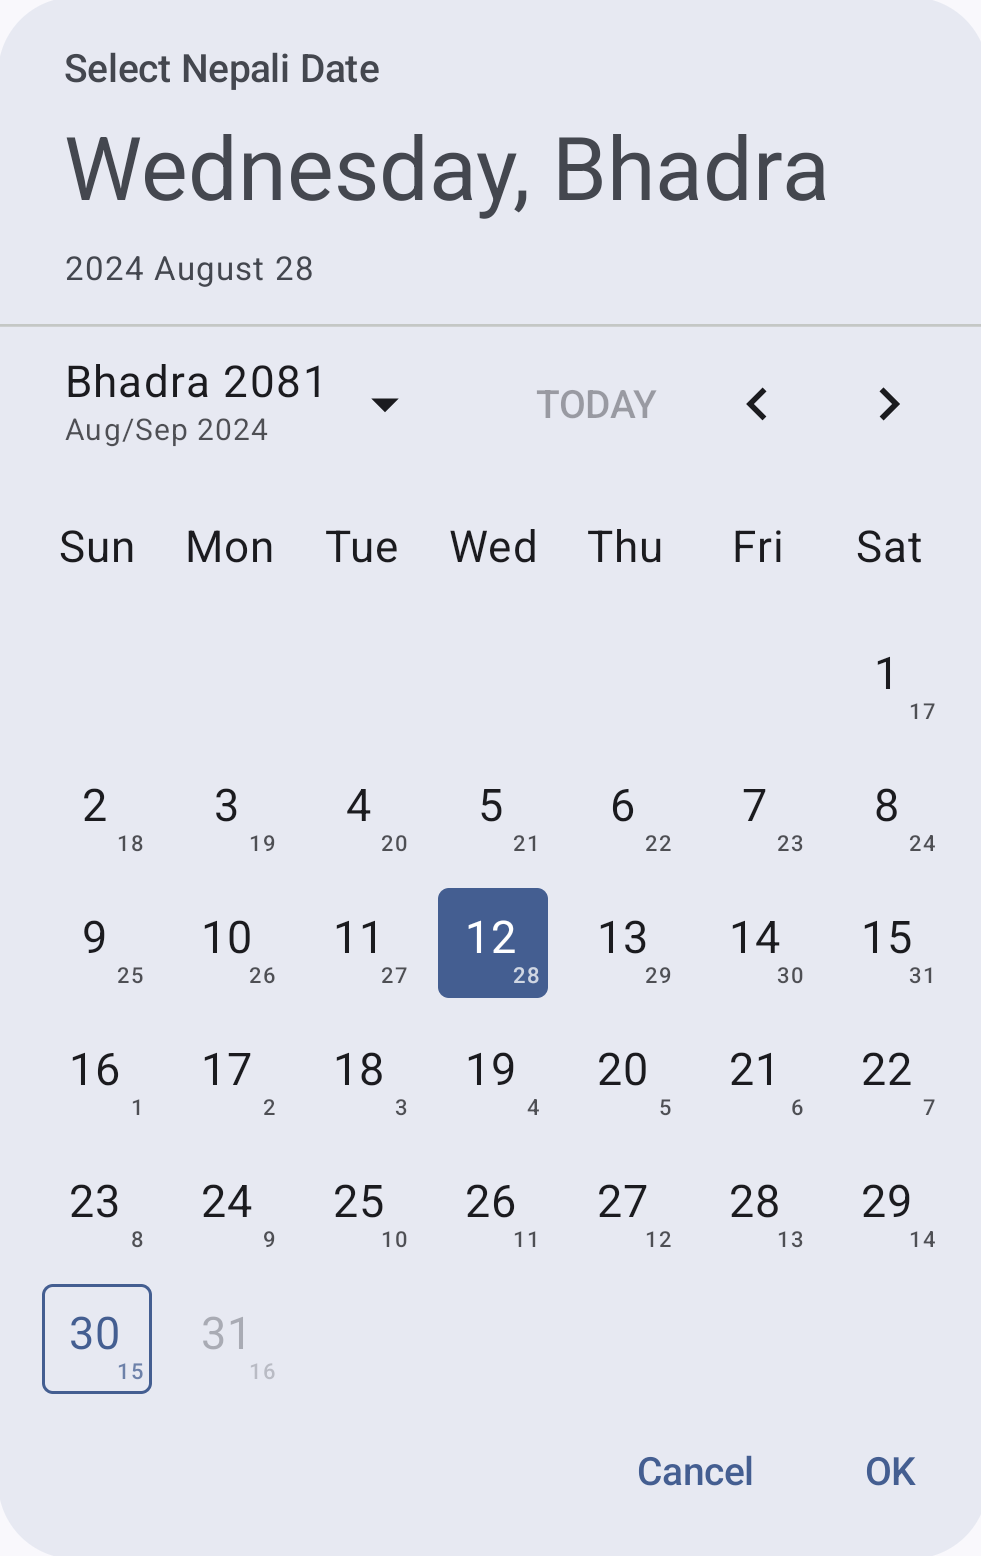 Select Nepali Date
Wednesday, Bhadra
2024 August 28
Bhadra 2081
Aug/Sep 2024
TODAY
Sun Mon Tue Wed Thu Fri Sat
1
17
2 3 4 5 6 7 8
18 19 20 21 22 23 24
9 10 11 12 13 14 15
25 26 27 28 29 30 31
16 17 18 19 20 21 22
1 2 3 4 5 6 7
23 24 25 26 27 28 29
8 9 10 11 12 13 14
30 31
15 16
Cancel OK